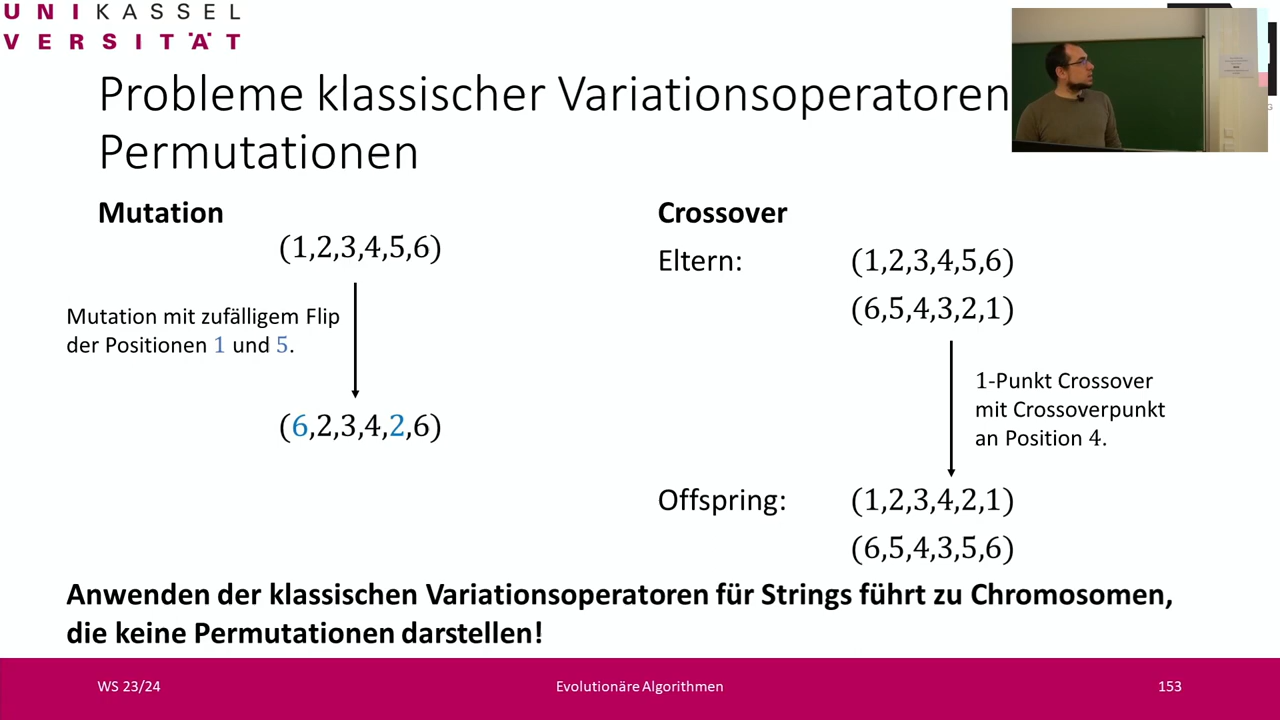 UNIKASSEL
VERSITÄT
Probleme klassischer Variationsoperatoren
Permutationen
Mutation
(1,2,3,4,5,6)
Mutation mit zufälligem Flip
der Positionen 1 und 5.
(6,2,3,4,2,6)
Crossover
Eltern: (1,2,3,4,5,6)
(6,5,4,3,2,1)
1-Punkt Crossover
mit Crossoverpunkt
an Position 4.
Offspring: (1,2,3,4,2,1)
(6,5,4,3,5,6)
Anwenden der klassischen Variationsoperatoren für Strings führt zu Chromosomen,
die keine Permutationen darstellen!
WS 23/24 Evolutionäre Algorithmen 153